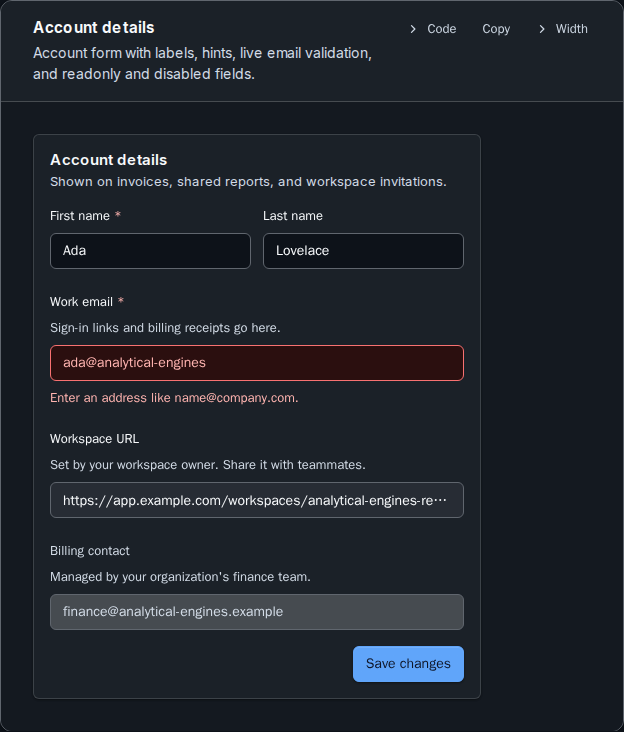 Account details
Code
Copy
Width
Account form with labels, hints, live email validation,
and readonly and disabled fields.
Account details
Shown on invoices, shared reports, and workspace invitations.
First name *
Last name
Ada
Lovelace
Work email *
Sign-in links and billing receipts go here.
ada@analytical-engines
Enter an address like name@company.com.
Workspace URL
Set by your workspace owner. Share it with teammates.
https://app.example.com/workspaces/analytical-engines-re…
Billing contact
Managed by your organization's finance team.
finance@analytical-engines.example
Save changes